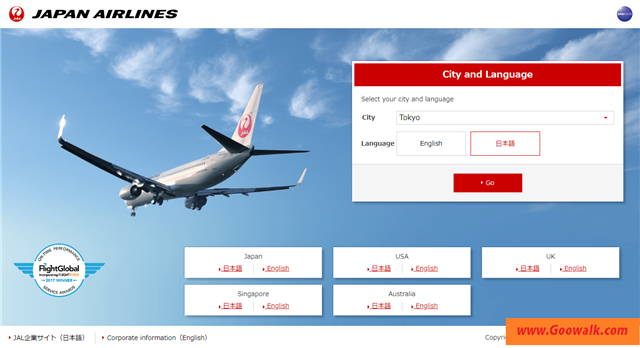 JAL JAPAN AIRLINES
City and Language
Select your city and language
City Tokyo
Language English 日本語
Go
JAL
ON-TIME PERFORMANCE
FlightGlobal
2017 WINNER
SERVICE AWARDS
Japan
日本語 English
USA
日本語 English
UK
日本語 English
Singapore
日本語 English
Australia
日本語 English
JAL企業サイト（日本語） Corporate information（English）
www.Goowalk.com